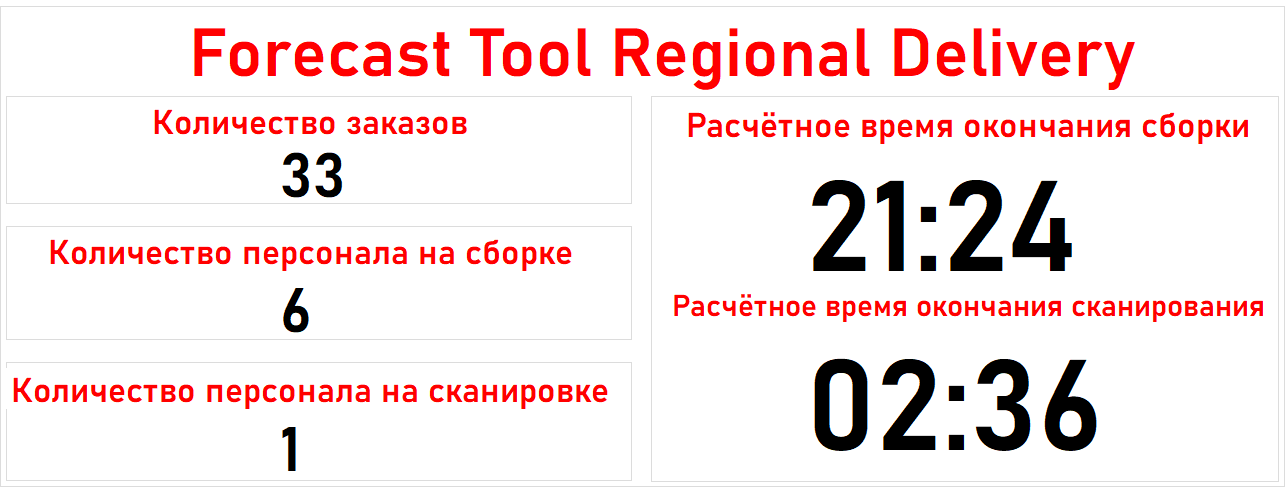 Forecast Tool Regional Delivery
Количество заказов
33
Количество персонала на сборке
6
Количество персонала на сканировке
1
Расчётное время окончания сборки
21:24
Расчётное время окончания сканирования
02:36